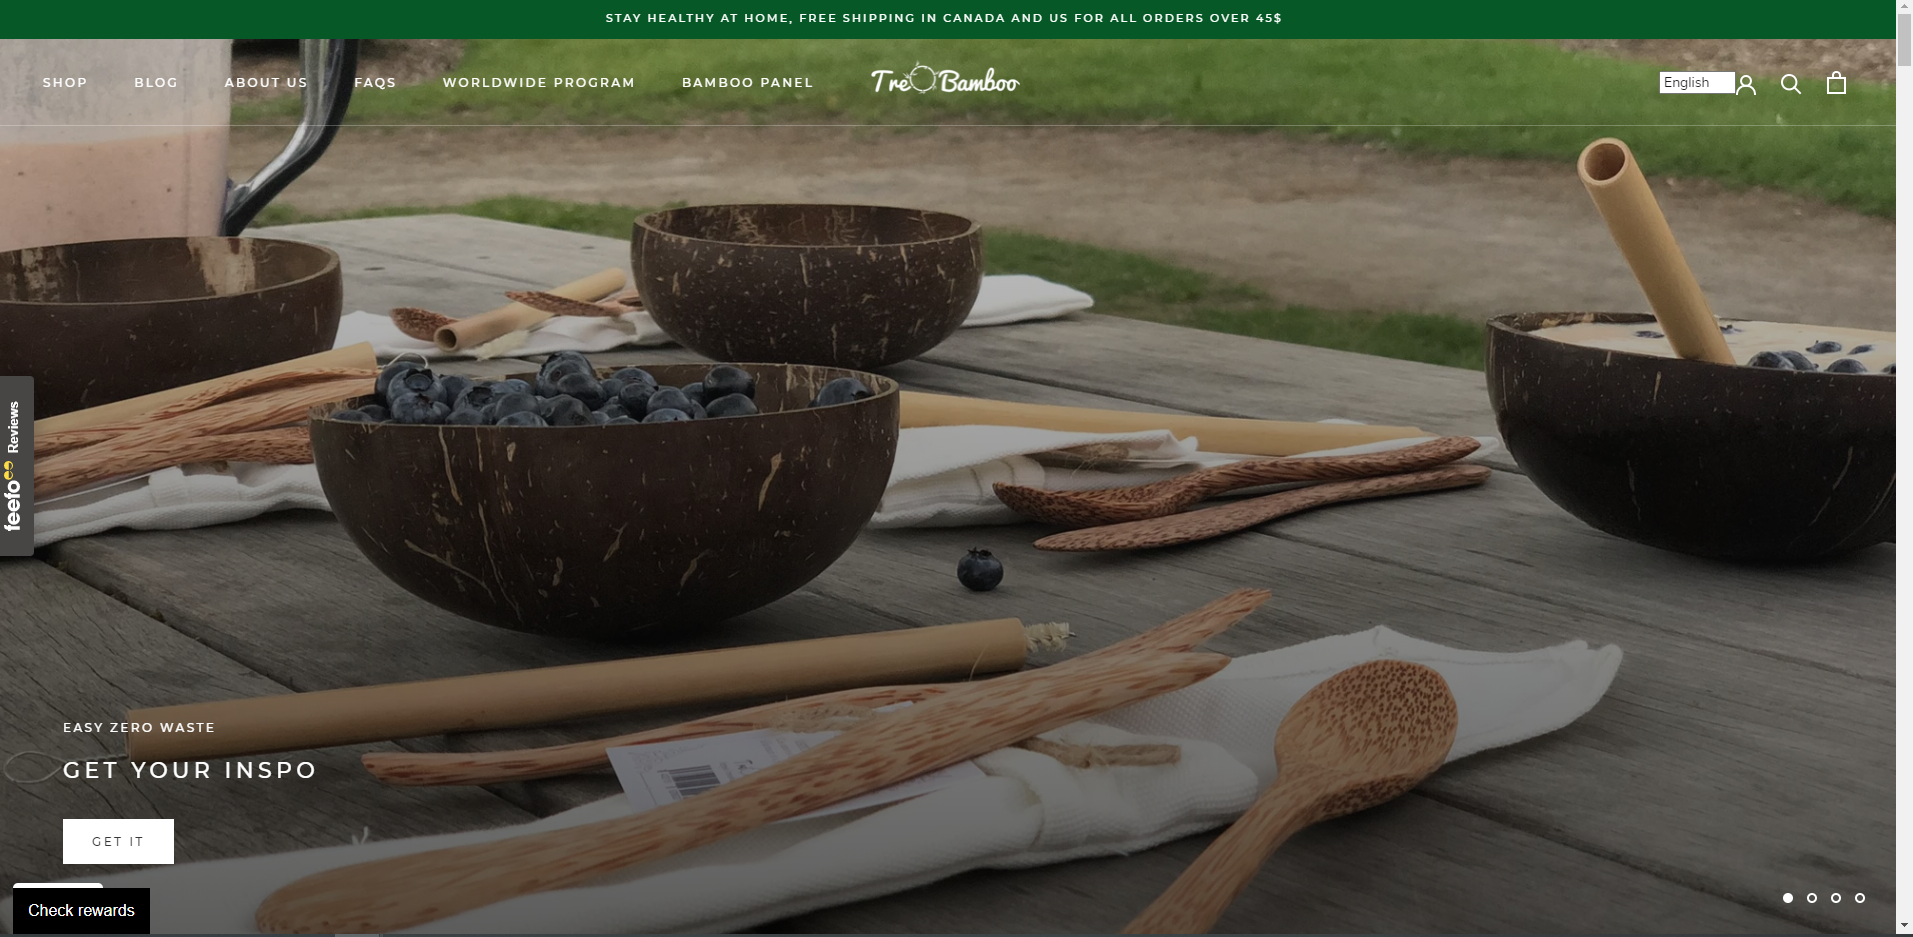 STAY HEALTHY AT HOME, FREE SHIPPING IN CANADA AND US FOR ALL ORDERS OVER 45$
SHOP BLOG ABOUT US FAQS WORLDWIDE PROGRAM BAMBOO PANEL TreOBamboo English
feefo Reviews
EASY ZERO WASTE
GET YOUR INSPO
GET IT
Check rewards